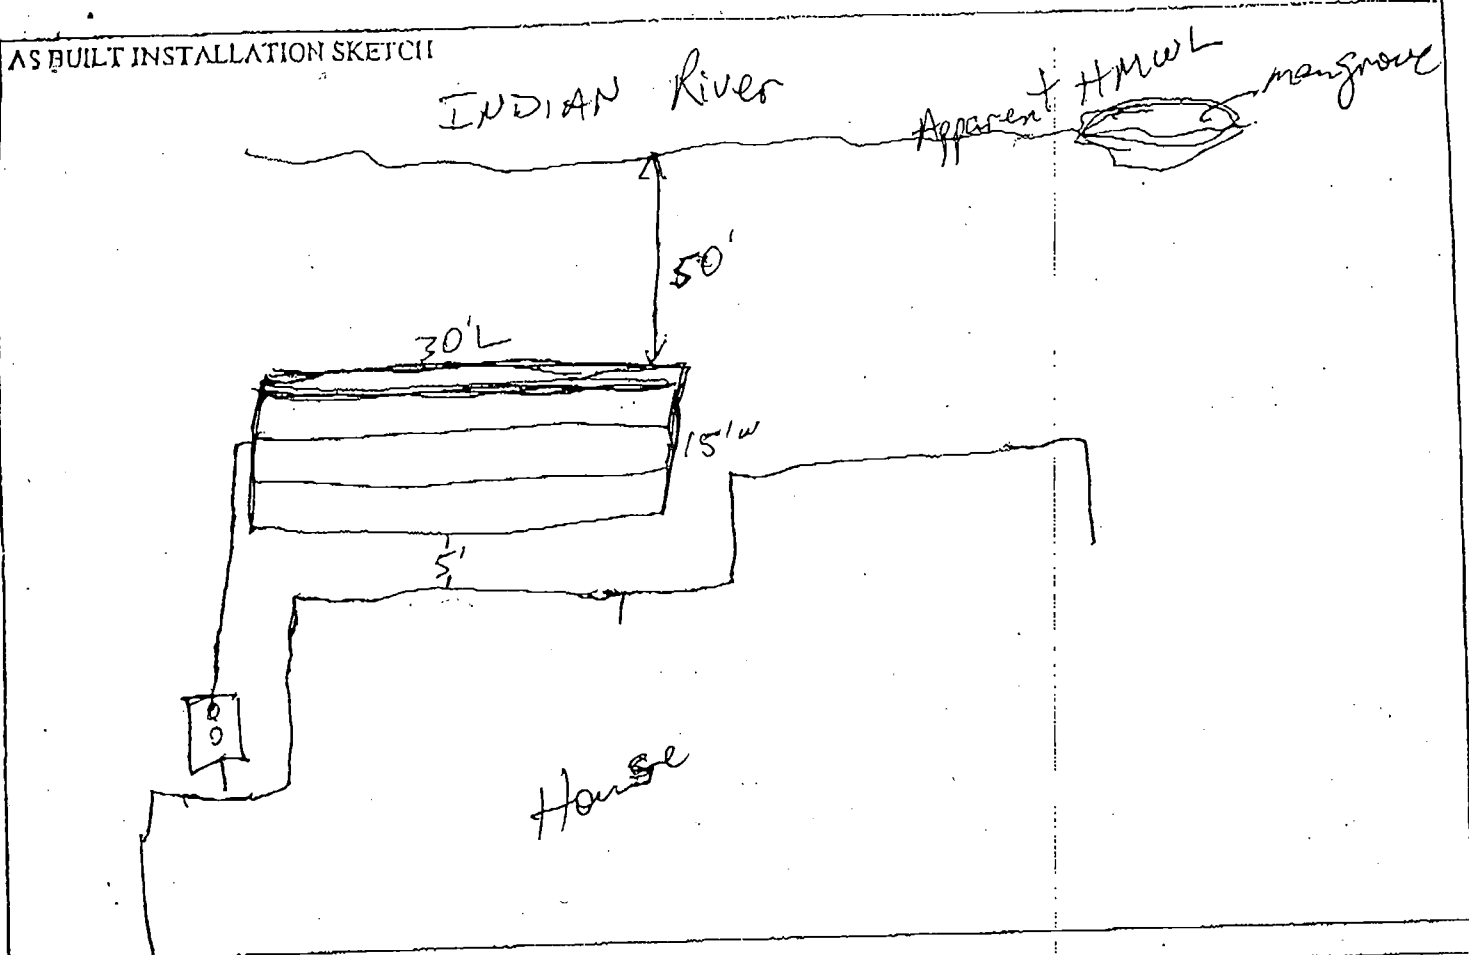 AS BUILT INSTALLATION SKETCH
INDIAN River
Apparent HMWL
mangrove
50'
30'L
15'w
5'
House